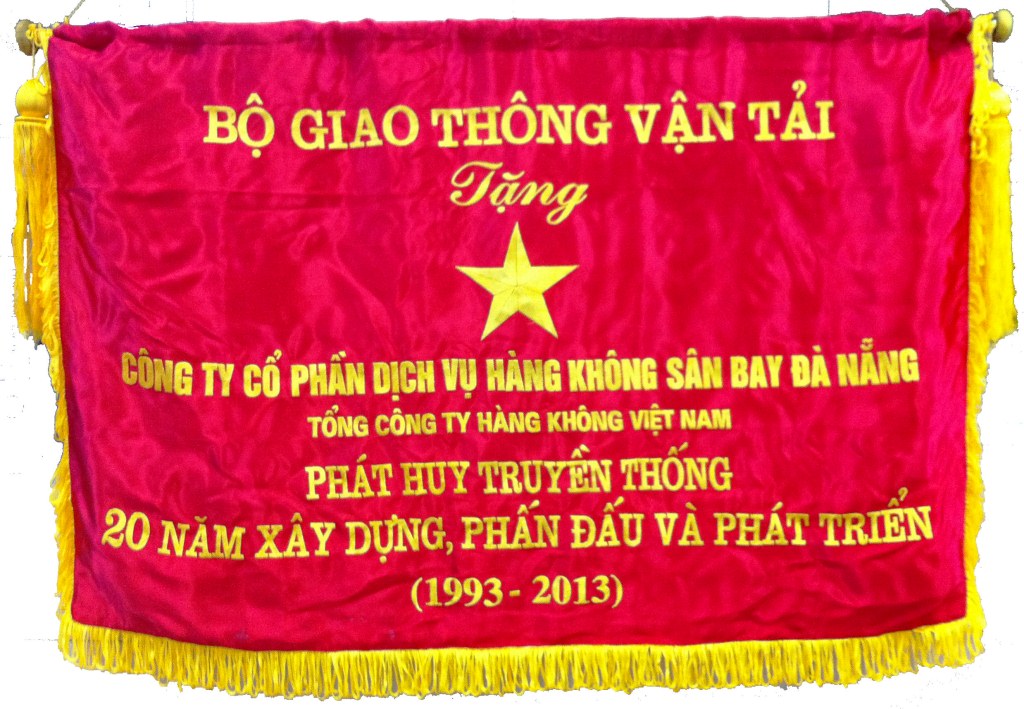 BỘ GIAO THÔNG VẬN TẢI
Tặng
CÔNG TY CỔ PHẦN DỊCH VỤ HÀNG KHÔNG SÂN BAY ĐÀ NẴNG
TỔNG CÔNG TY HÀNG KHÔNG VIỆT NAM
PHÁT HUY TRUYỀN THỐNG
20 NĂM XÂY DỰNG, PHẤN ĐẤU VÀ PHÁT TRIỂN
(1993 - 2013)